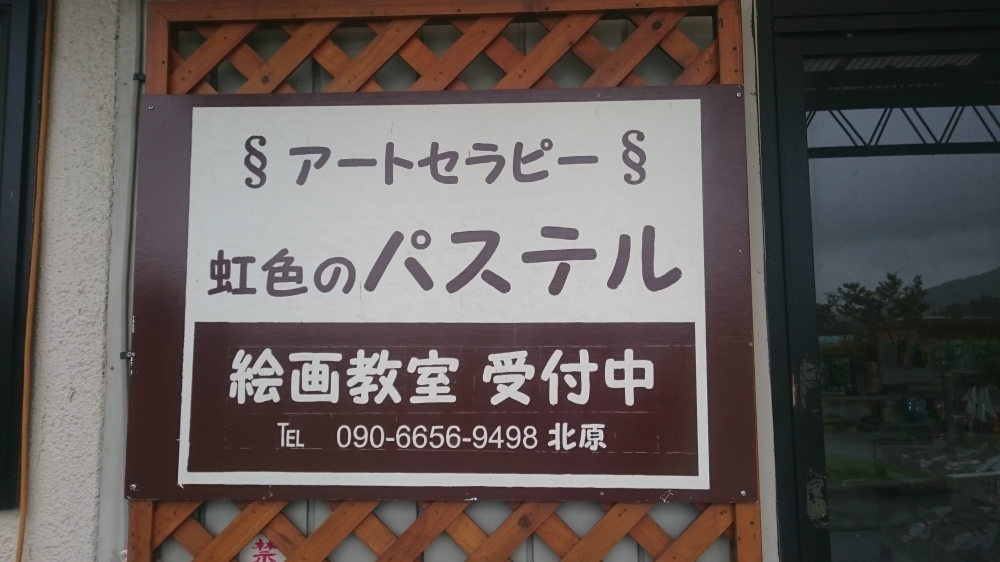 § アートセラピー §
虹色のパステル
絵画教室 受付中
TEL 090-6656-9498 北原
禁